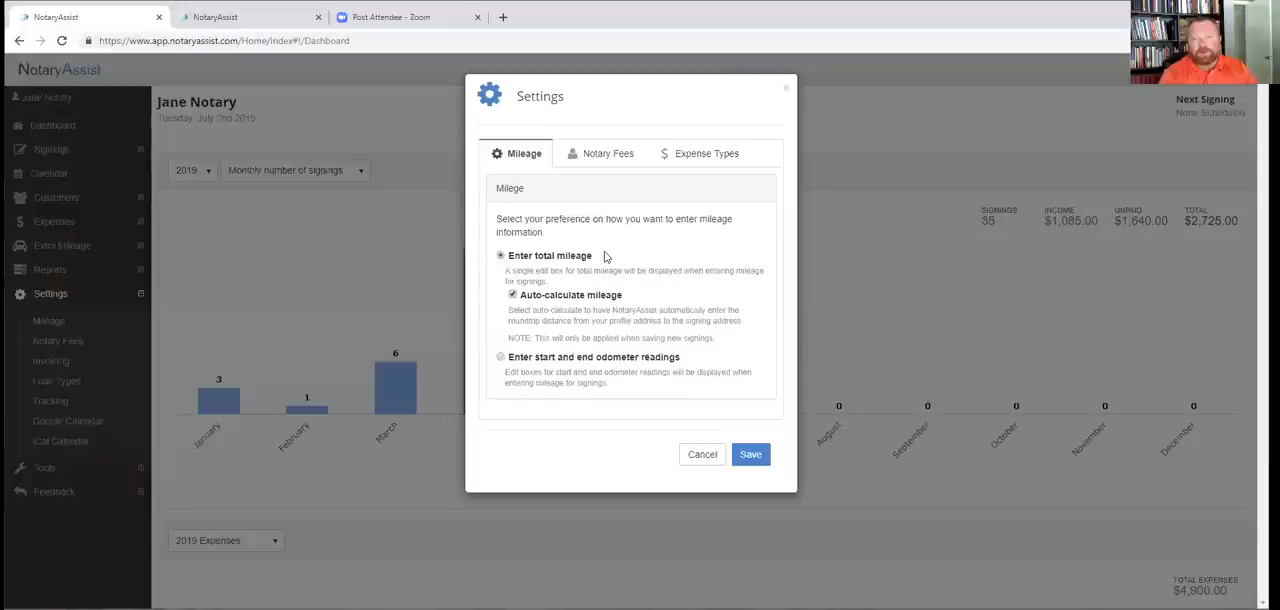 NotaryAssist
NotaryAssist
Post Attendee - Zoom
https://www.app.notaryassist.com/Home/Index#!/Dashboard
NotaryAssist
Jane Notary
Dashboard
Signings
Calendar
Customers
Expenses
Extra Mileage
Reports
Settings
Mileage
Notary Fees
Invoicing
Loan Types
Tracking
Google Calendar
iCal Calendar
Tools
Feedback
Jane Notary
Tuesday, July 2nd 2019
Next Signing
None Scheduled
2019
Monthly number of signings
SIGNINGS INCOME UNPAID TOTAL
35 $1,085.00 $1,640.00 $2,725.00
3
1
6
0 0 0 0 0
January February March August September October November December
2019 Expenses
TOTAL EXPENSES
$4,900.00
Settings
Mileage Notary Fees Expense Types
Milege
Select your preference on how you want to enter mileage
information.
Enter total mileage
A single edit box for total mileage will be displayed when entering mileage
for signings.
Auto-calculate mileage
Select auto-calculate to have NotaryAssist automatically enter the
roundtrip distance from your profile address to the signing address
NOTE: This will only be applied when saving new signings.
Enter start and end odometer readings
Edit boxes for start and end odometer readings will be displayed when
entering mileage for signings.
Cancel Save